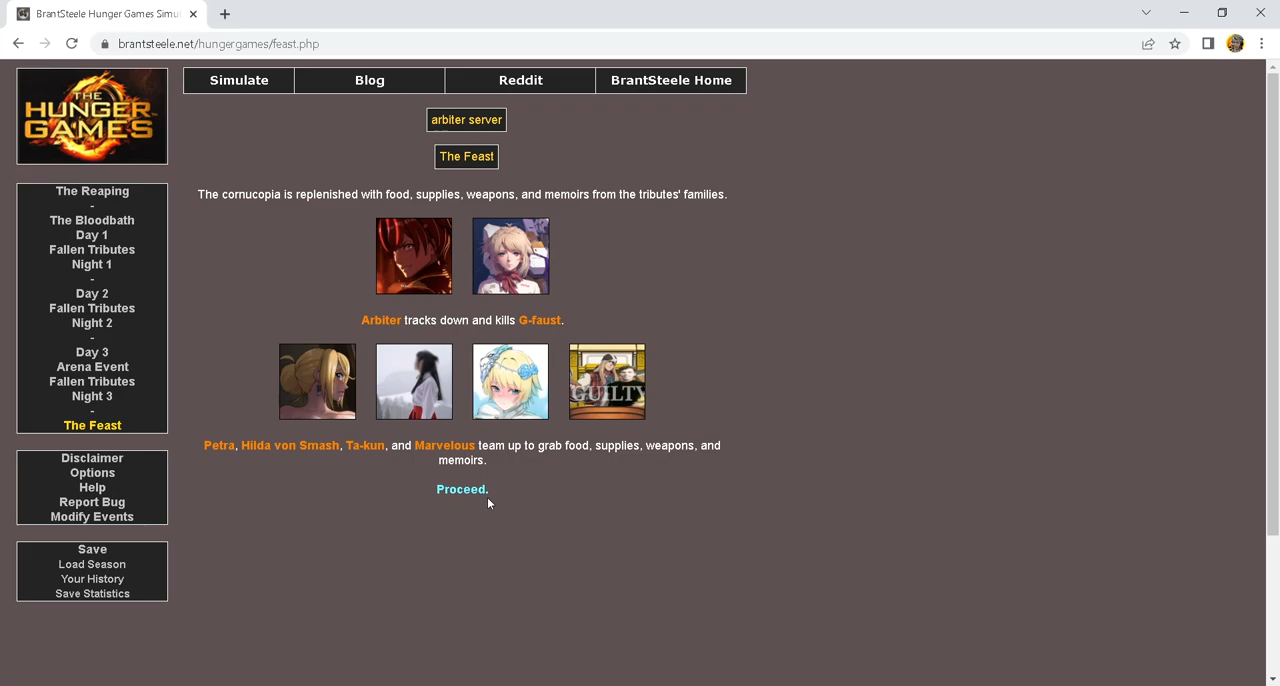 BrantSteele Hunger Games Simu
brantsteele.net/hungergames/feast.php
THE
HUNGER
GAMES
Simulate
Blog
Reddit
BrantSteele Home
arbiter server
The Feast
The cornucopia is replenished with food, supplies, weapons, and memoirs from the tributes' families.
Arbiter tracks down and kills G-faust.
GUILTY
Petra, Hilda von Smash, Ta-kun, and Marvelous team up to grab food, supplies, weapons, and
memoirs.
Proceed.
The Reaping
-
The Bloodbath
Day 1
Fallen Tributes
Night 1
-
Day 2
Fallen Tributes
Night 2
-
Day 3
Arena Event
Fallen Tributes
Night 3
-
The Feast
Disclaimer
Options
Help
Report Bug
Modify Events
Save
Load Season
Your History
Save Statistics